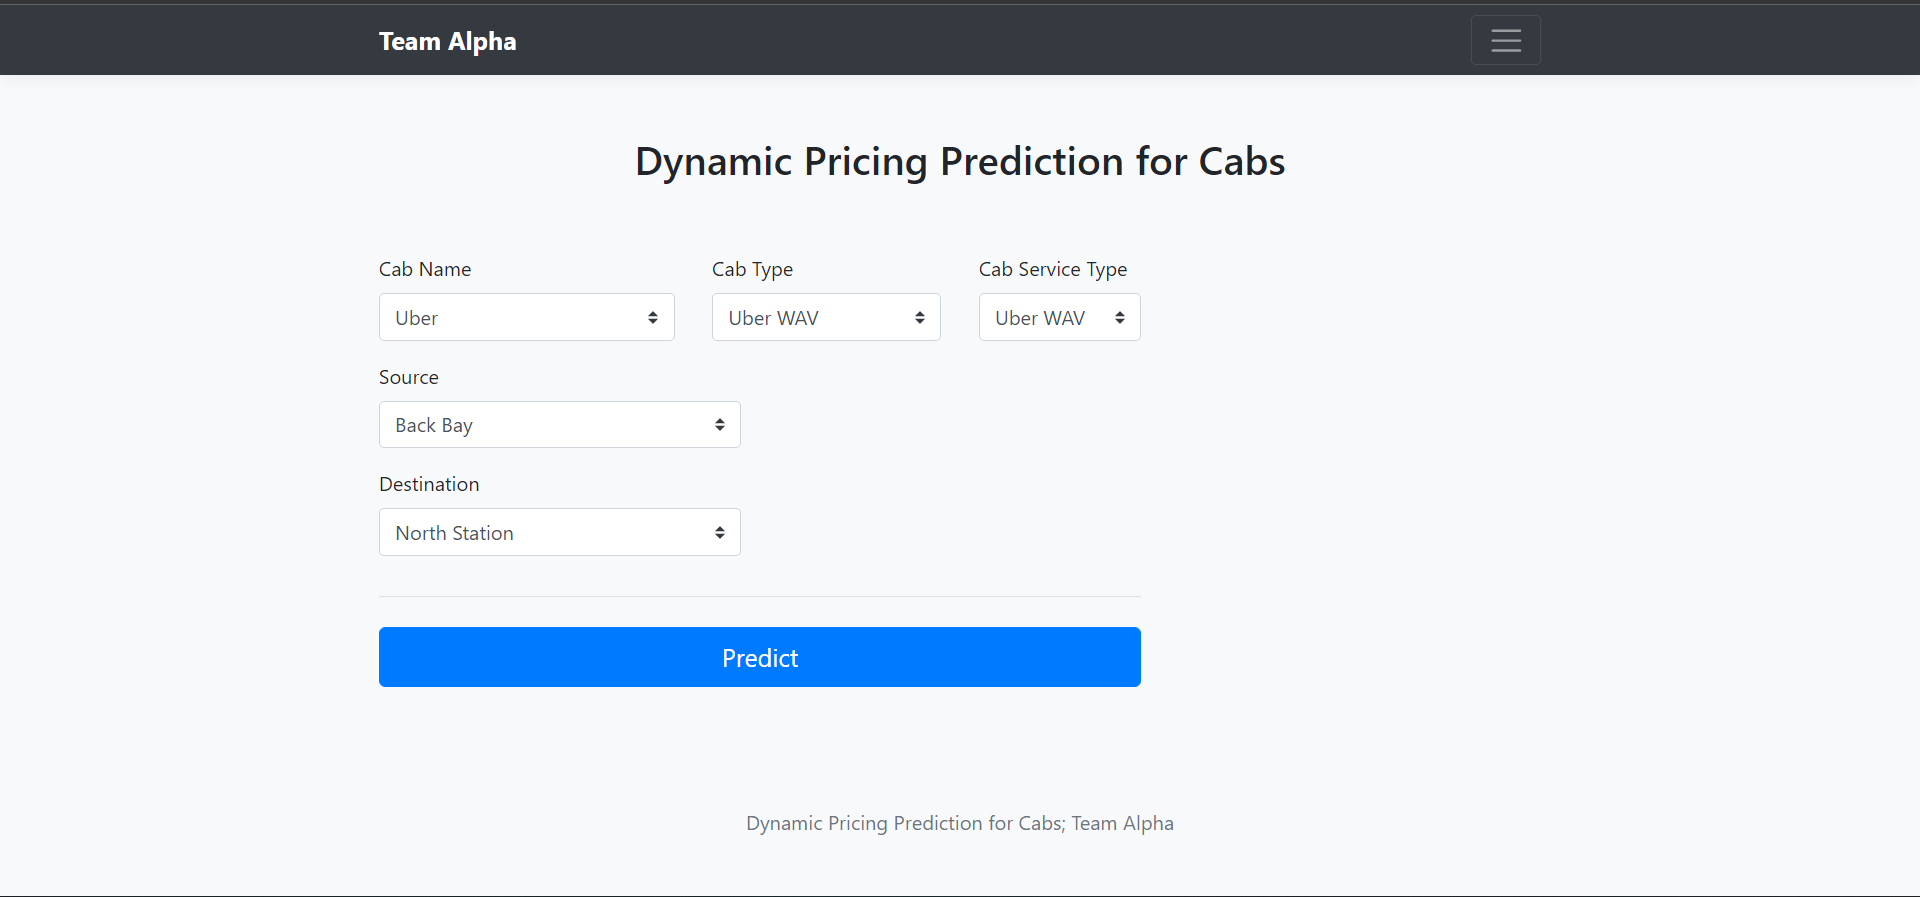 Team Alpha
Dynamic Pricing Prediction for Cabs
Cab Name
Cab Type
Cab Service Type
Uber
Uber WAV
Uber WAV
Source
Back Bay
Destination
North Station
Predict
Dynamic Pricing Prediction for Cabs; Team Alpha